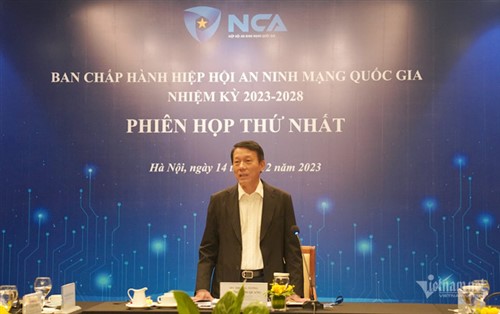 NCA
BAN CHẤP HÀNH HIỆP HỘI AN NINH MẠNG QUỐC GIA
NHIỆM KỲ 2023-2028
PHIÊN HỌP THỨ NHẤT
Hà Nội, ngày 14 2 năm 2023